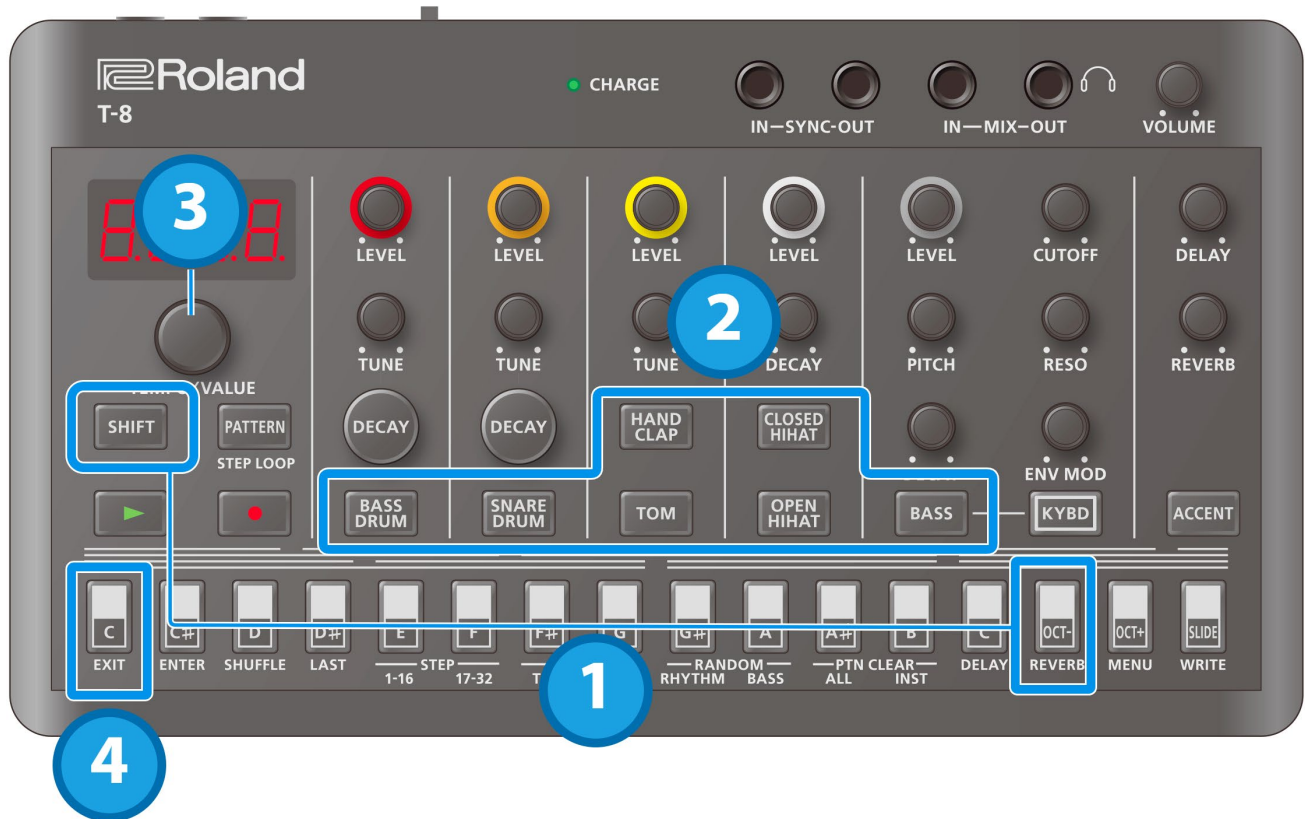 Roland
T-8
CHARGE
IN—SYNC-OUT
IN—MIX—OUT
VOLUME
3
8.
LEVEL
LEVEL
LEVEL
LEVEL
LEVEL
CUTOFF
DELAY
2
TUNE
TUNE
TUNE
DECAY
PITCH
RESO
REVERB
VALUE
SHIFT
PATTERN
DECAY
DECAY
HAND
CLAP
CLOSED
HIHAT
STEP LOOP
ENV MOD
BASS
DRUM
SNARE
DRUM
TOM
OPEN
HIHAT
BASS
KYBD
ACCENT
C
C#
D
D#
E
F
F#
G
G#
A
A#
B
C
OCT-
OCT+
SLIDE
EXIT
ENTER
SHUFFLE
LAST
STEP
1-16
17-32
RANDOM
RHYTHM
BASS
PTN CLEAR
ALL
INST
DELAY
REVERB
MENU
WRITE
1
4